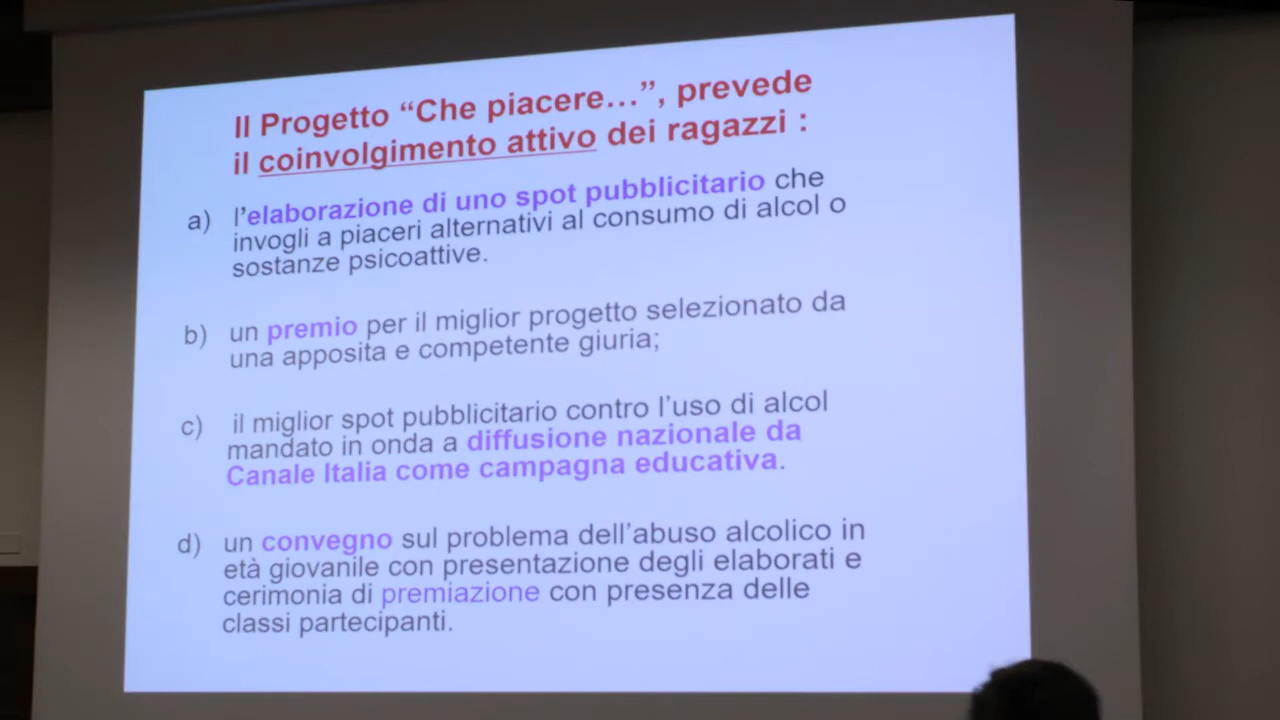 Il Progetto “Che piacere…”, prevede
il coinvolgimento attivo dei ragazzi :
a) l’elaborazione di uno spot pubblicitario che
invogli a piaceri alternativi al consumo di alcol o
sostanze psicoattive.
b) un premio per il miglior progetto selezionato da
una apposita e competente giuria;
c) il miglior spot pubblicitario contro l’uso di alcol
mandato in onda a diffusione nazionale da
Canale Italia come campagna educativa.
d) un convegno sul problema dell’abuso alcolico in
età giovanile con presentazione degli elaborati e
cerimonia di premiazione con presenza delle
classi partecipanti.